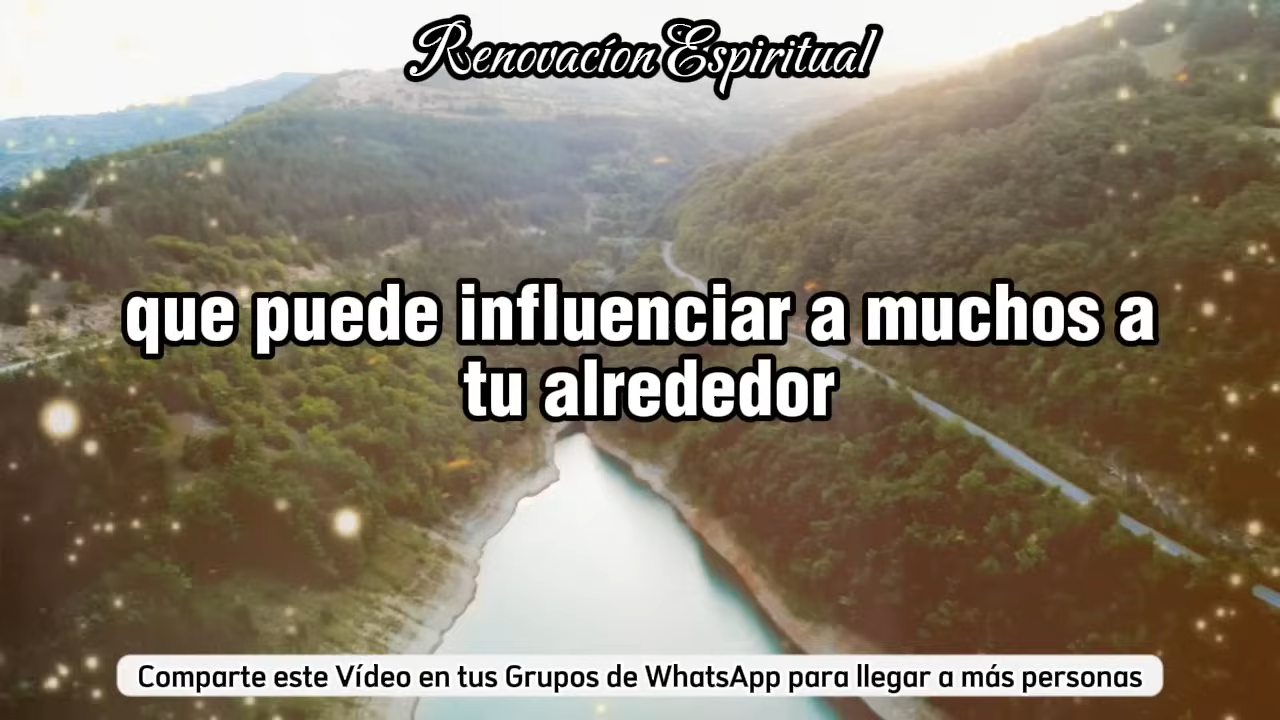 Renovacíon Espiritual
que puede influenciar a muchos a
tu alrededor
Comparte este Vídeo en tus Grupos de WhatsApp para llegar a más personas